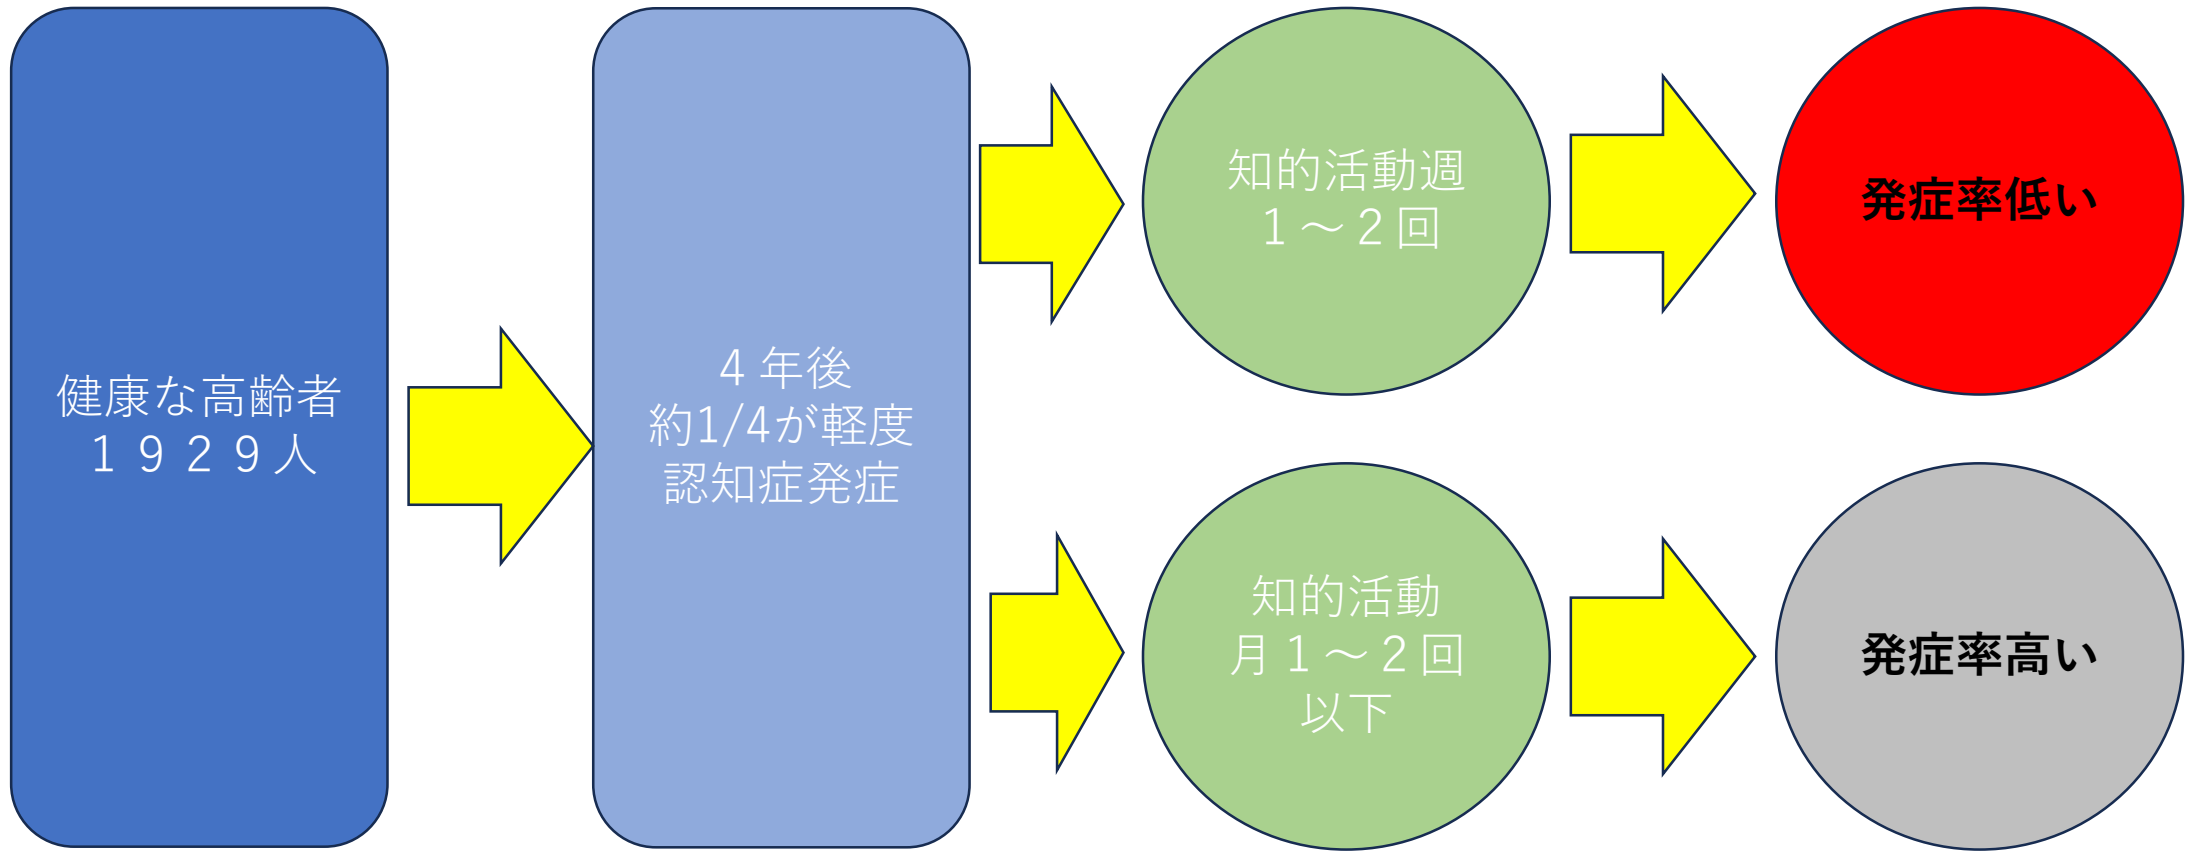 健康な高齢者
１９２９人
４年後
約1/4が軽度
認知症発症
知的活動週
１～２回
発症率低い
知的活動
月１～２回
以下
発症率高い